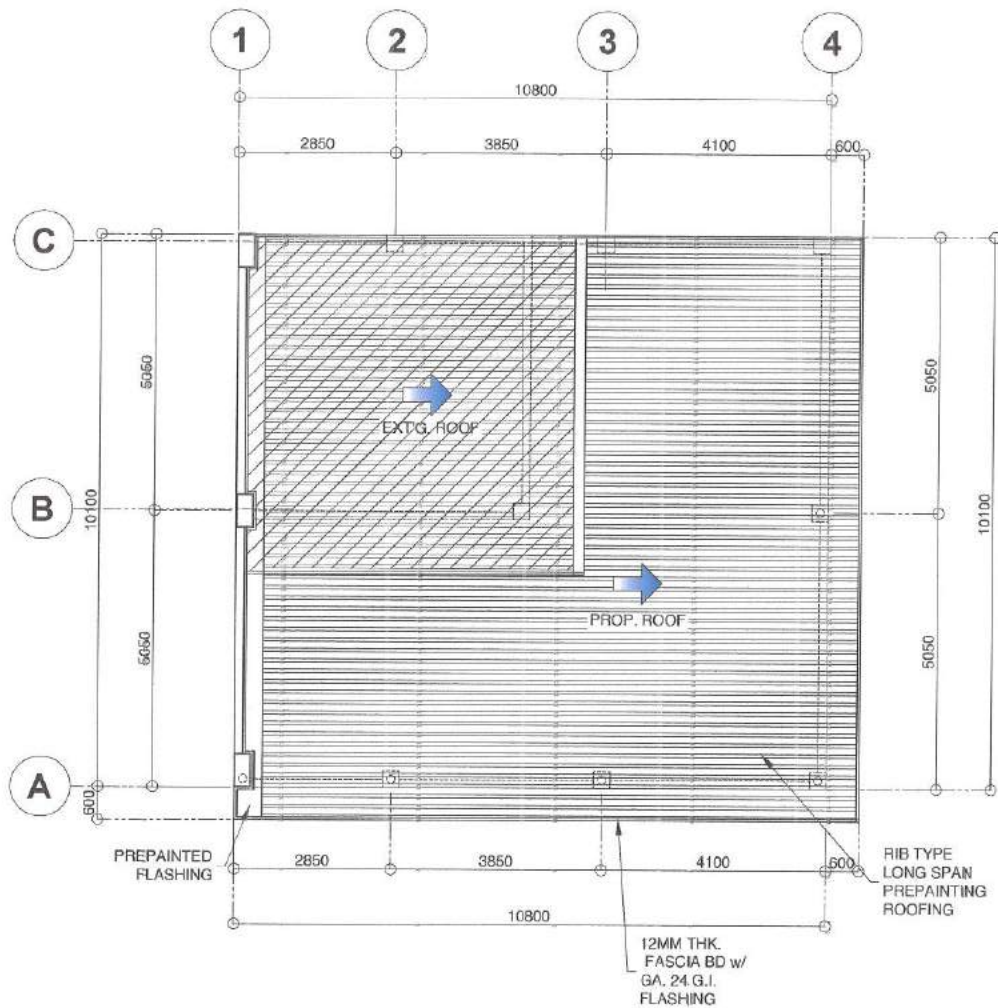 1
2
3
4
10800
2850
3850
4100
600
C
B
A
5050
5050
10100
600
5050
5050
10100
EXT'G. ROOF
PROP. ROOF
PREPAINTED
FLASHING
2850
3850
4100
600
10800
RIB TYPE
LONG SPAN
PREPAINTING
ROOFING
12MM THK.
FASCIA BD w/
GA. 24 G.I.
FLASHING